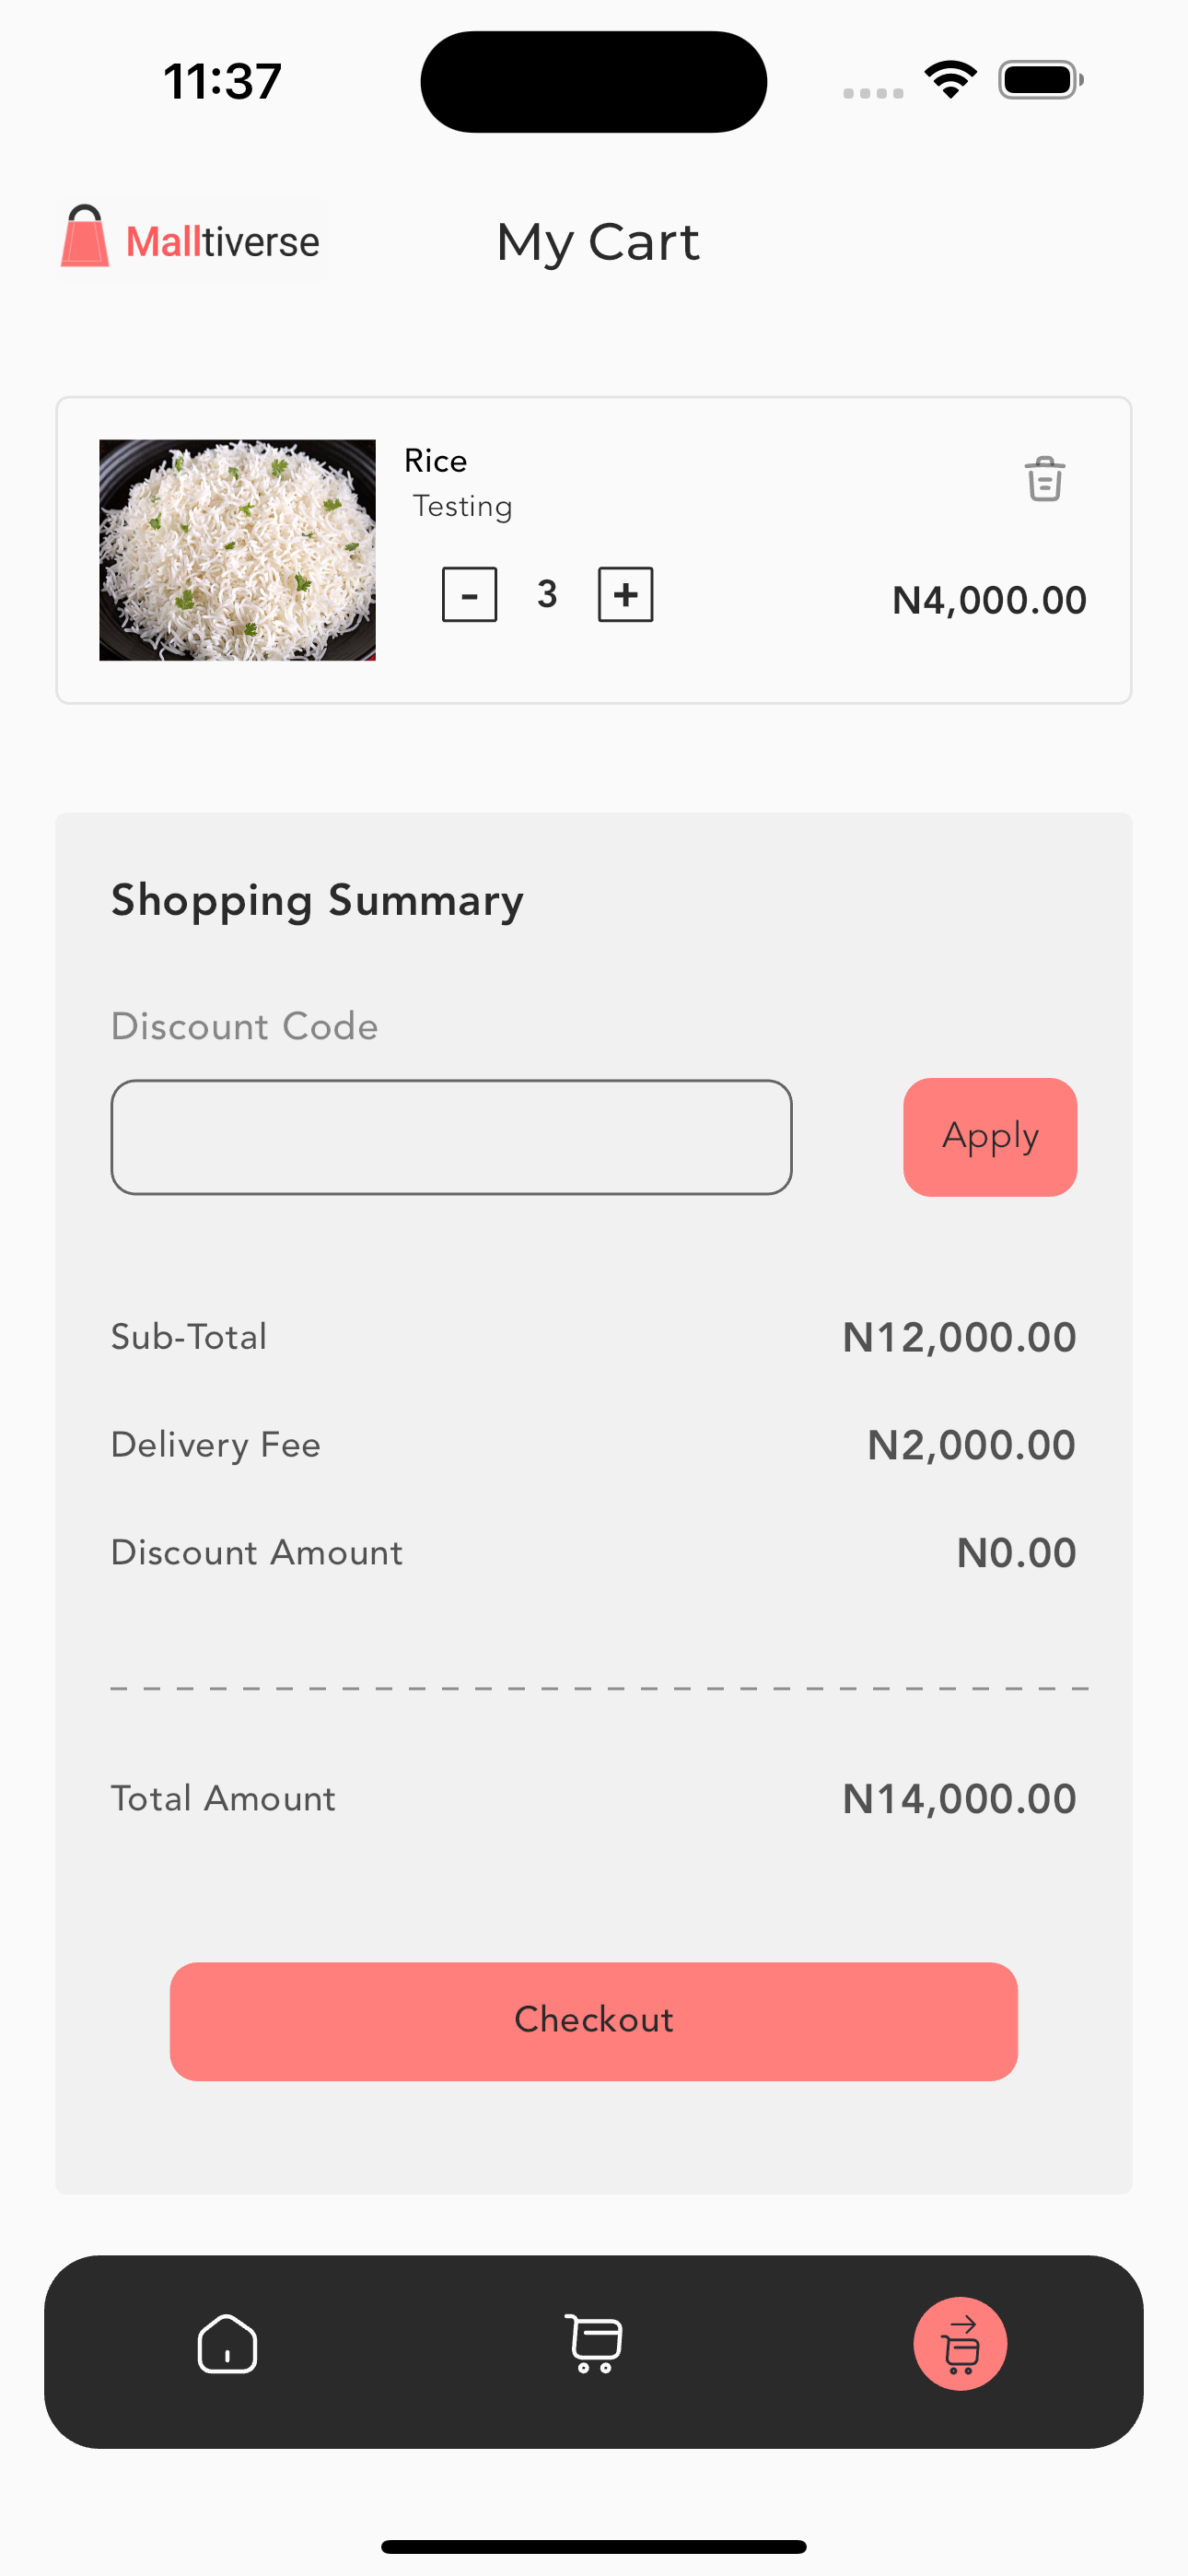 11:37
Malltiverse
My Cart
Rice
Testing
- 3 +
N4,000.00
Shopping Summary
Discount Code
Apply
Sub-Total N12,000.00
Delivery Fee N2,000.00
Discount Amount N0.00
Total Amount N14,000.00
Checkout